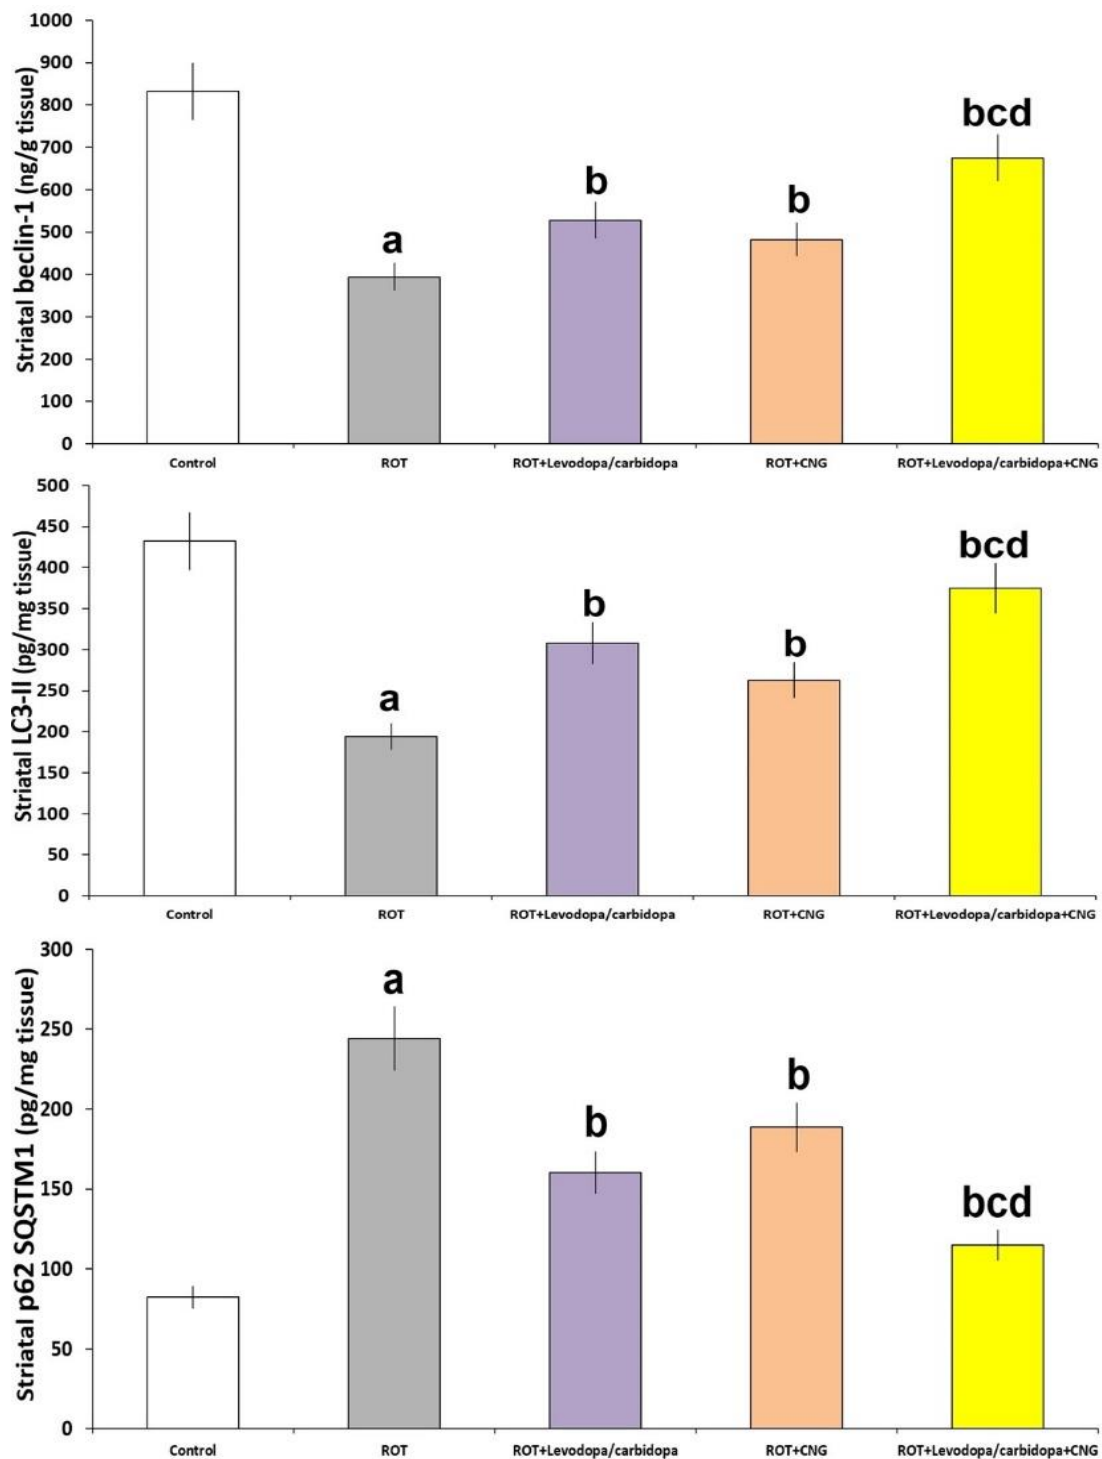 Striatal beclin-1 (ng/g tissue)
1000
900
800
700
600
500
400
300
200
100
0
a
b
b
bcd
Control
ROT
ROT+Levodopa/carbidopa
ROT+CNG
ROT+Levodopa/carbidopa+CNG
Striatal LC3-II (pg/mg tissue)
500
450
400
350
300
250
200
150
100
50
0
a
b
b
bcd
Control
ROT
ROT+Levodopa/carbidopa
ROT+CNG
ROT+Levodopa/carbidopa+CNG
Striatal p62 SQSTM1 (pg/mg tissue)
300
250
200
150
100
50
0
a
b
b
bcd
Control
ROT
ROT+Levodopa/carbidopa
ROT+CNG
ROT+Levodopa/carbidopa+CNG